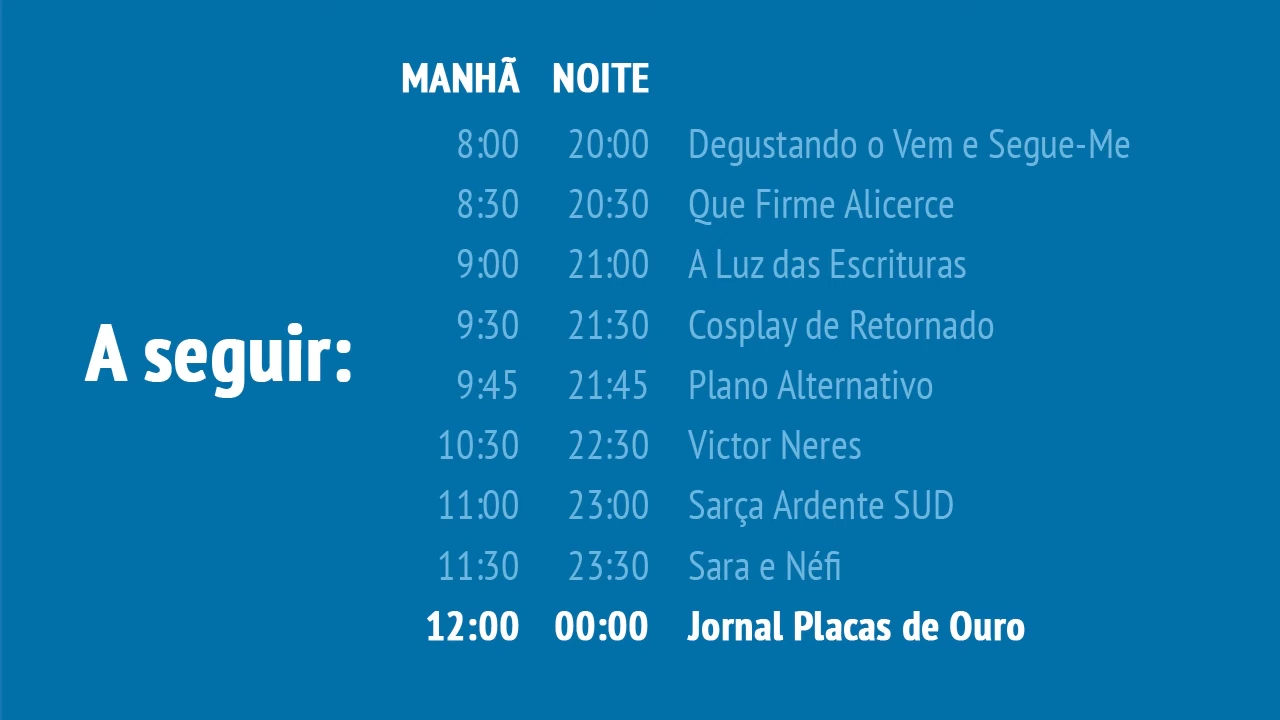 MANHÃ NOITE
8:00 20:00 Degustando o Vem e Segue-Me
8:30 20:30 Que Firme Alicerce
9:00 21:00 A Luz das Escrituras
9:30 21:30 Cosplay de Retornado
A seguir:
9:45 21:45 Plano Alternativo
10:30 22:30 Victor Neres
11:00 23:00 Sarça Ardente SUD
11:30 23:30 Sara e Néfi
12:00 00:00 Jornal Placas de Ouro